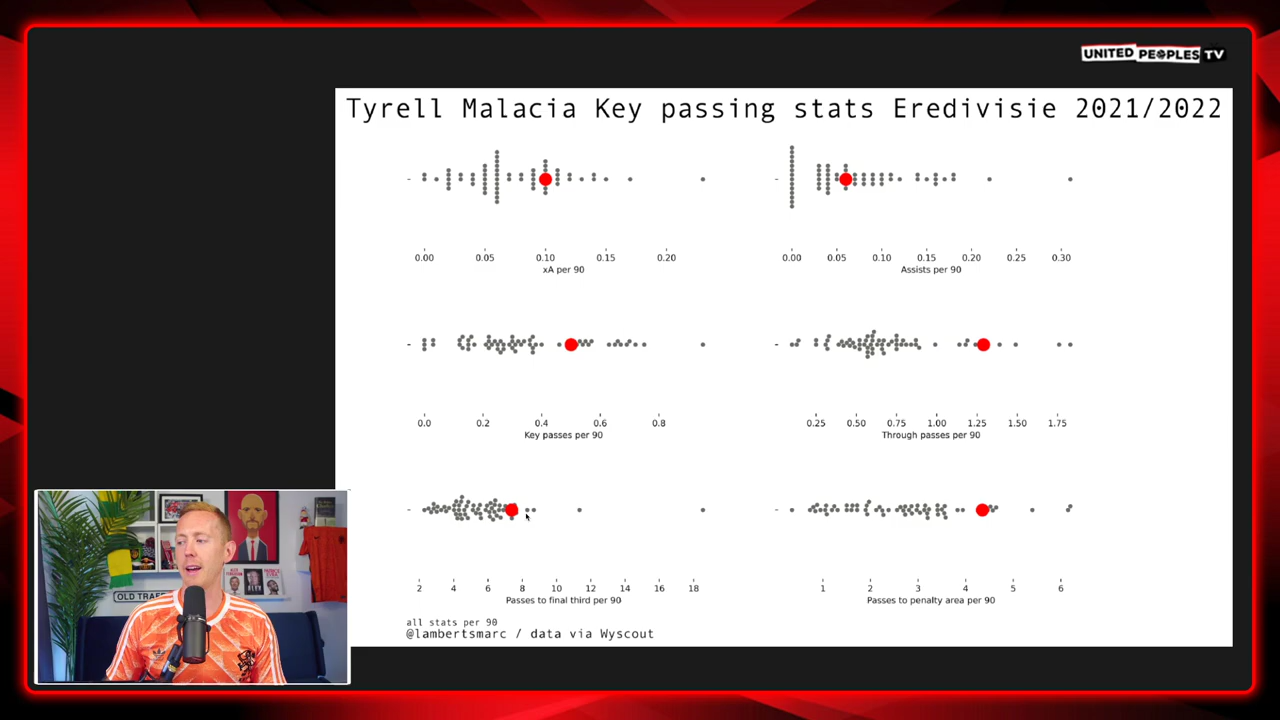 UNITED PEOPLES TV
Tyrell Malacia Key passing stats Eredivisie 2021/2022
0.00 0.05 0.10 0.15 0.20
xA per 90
0.00 0.05 0.10 0.15 0.20 0.25 0.30
Assists per 90
0.0 0.2 0.4 0.6 0.8
Key passes per 90
0.25 0.50 0.75 1.00 1.25 1.50 1.75
Through passes per 90
2 4 6 8 10 12 14 16 18
Passes to final third per 90
1 2 3 4 5 6
Passes to penalty area per 90
all stats per 90
@lambertsmarc / data via Wyscout
OLD TRAF